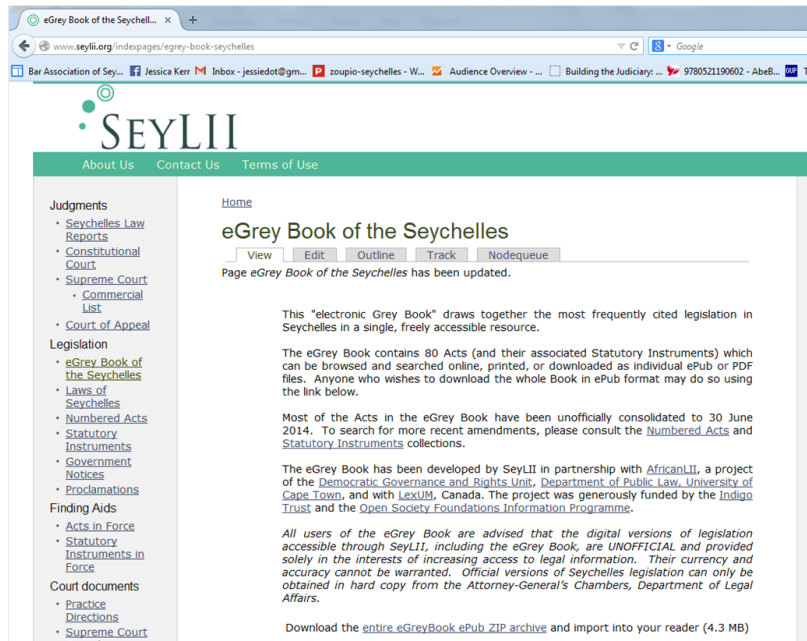 eGrey Book of the Seychell... ×
www.seylii.org/indexpages/egrey-book-seychelles
Google
Bar Association of Sey... Jessica Kerr Inbox - jessiedot@gm... zoupio-seychelles - W... Audience Overview - ... Building the Judiciary: ... 9780521190602 - AbeB... OUP
SEYLII
About Us Contact Us Terms of Use
Judgments
• Seychelles Law
Reports
• Constitutional
Court
• Supreme Court
• Commercial
List
• Court of Appeal
Legislation
• eGrey Book of
the Seychelles
• Laws of
Seychelles
• Numbered Acts
• Statutory
Instruments
• Government
Notices
• Proclamations
Finding Aids
• Acts in Force
• Statutory
Instruments in
Force
Court documents
• Practice
Directions
• Supreme Court
Home
eGrey Book of the Seychelles
View Edit Outline Track Nodequeue
Page eGrey Book of the Seychelles has been updated.
This "electronic Grey Book" draws together the most frequently cited legislation in
Seychelles in a single, freely accessible resource.
The eGrey Book contains 80 Acts (and their associated Statutory Instruments) which
can be browsed and searched online, printed, or downloaded as individual ePub or PDF
files. Anyone who wishes to download the whole Book in ePub format may do so using
the link below.
Most of the Acts in the eGrey Book have been unofficially consolidated to 30 June
2014. To search for more recent amendments, please consult the Numbered Acts and
Statutory Instruments collections.
The eGrey Book has been developed by SeyLII in partnership with AfricanLII, a project
of the Democratic Governance and Rights Unit, Department of Public Law, University of
Cape Town, and with LexUM, Canada. The project was generously funded by the Indigo
Trust and the Open Society Foundations Information Programme.
All users of the eGrey Book are advised that the digital versions of legislation
accessible through SeyLII, including the eGrey Book, are UNOFFICIAL and provided
solely in the interests of increasing access to legal information. Their currency and
accuracy cannot be warranted. Official versions of Seychelles legislation can only be
obtained in hard copy from the Attorney-General's Chambers, Department of Legal
Affairs.
Download the entire eGreyBook ePub ZIP archive and import into your reader (4.3 MB)